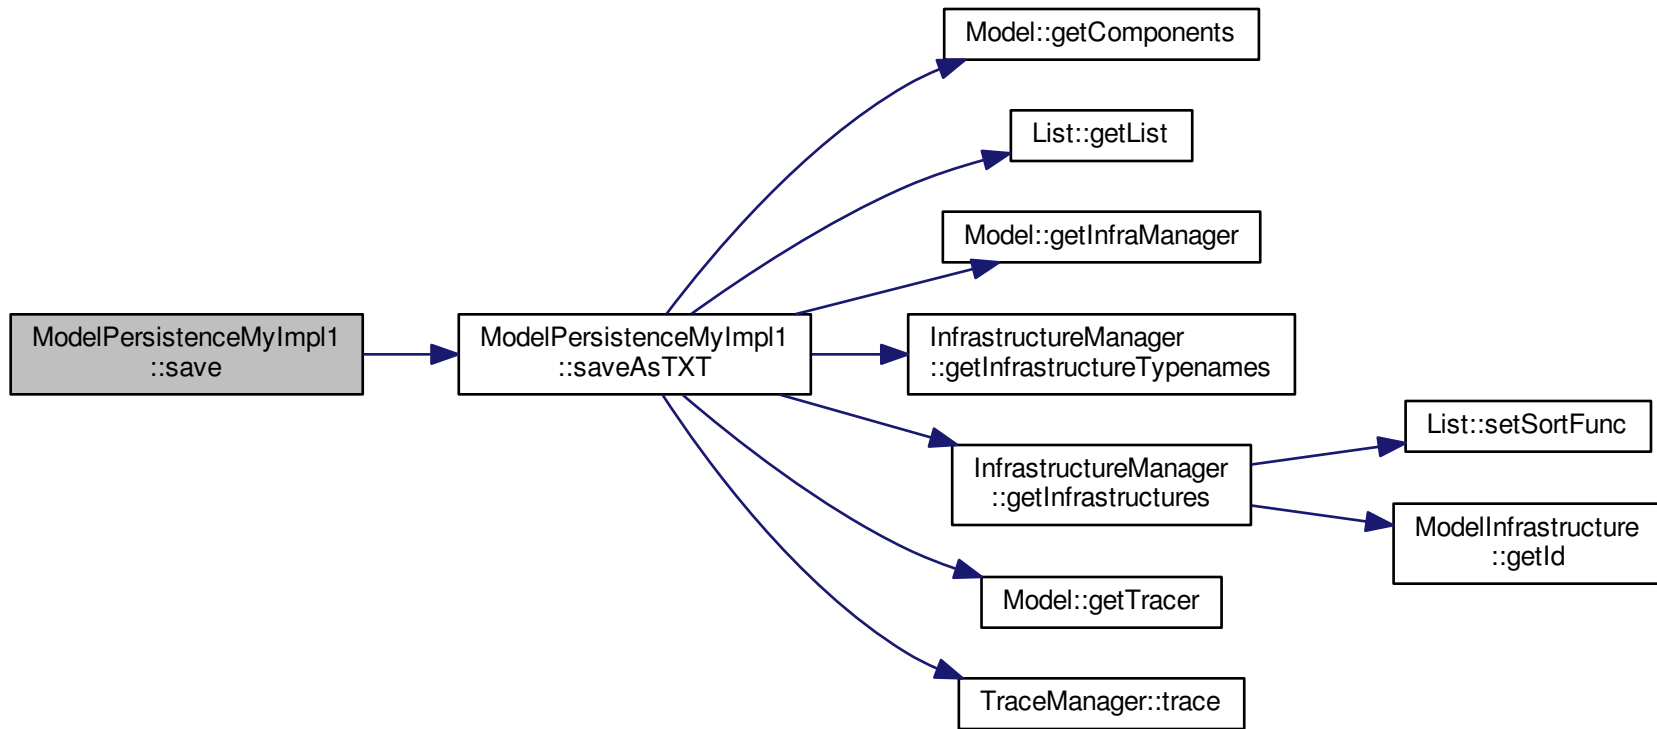 Model::getComponents
List::getList
Model::getInfraManager
ModelPersistenceMyImpl1
::save
ModelPersistenceMyImpl1
::saveAsTXT
InfrastructureManager
::getInfrastructureTypenames
InfrastructureManager
::getInfrastructures
List::setSortFunc
ModelInfrastructure
::getId
Model::getTracer
TraceManager::trace